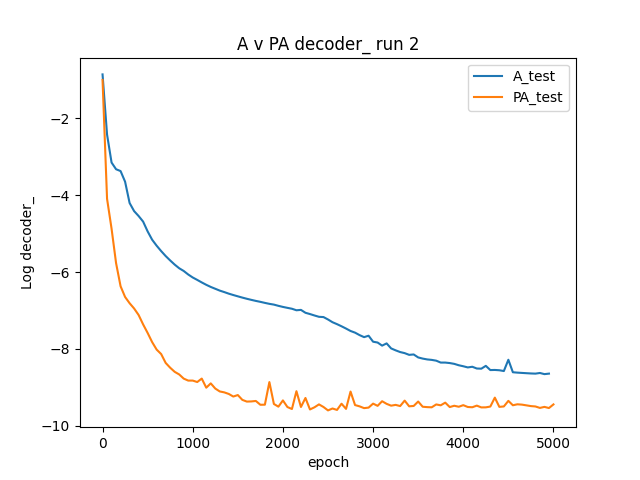 A v PA decoder_ run 2
A_test
PA_test
Log decoder_
−2
−4
−6
−8
−10
0 1000 2000 3000 4000 5000
epoch